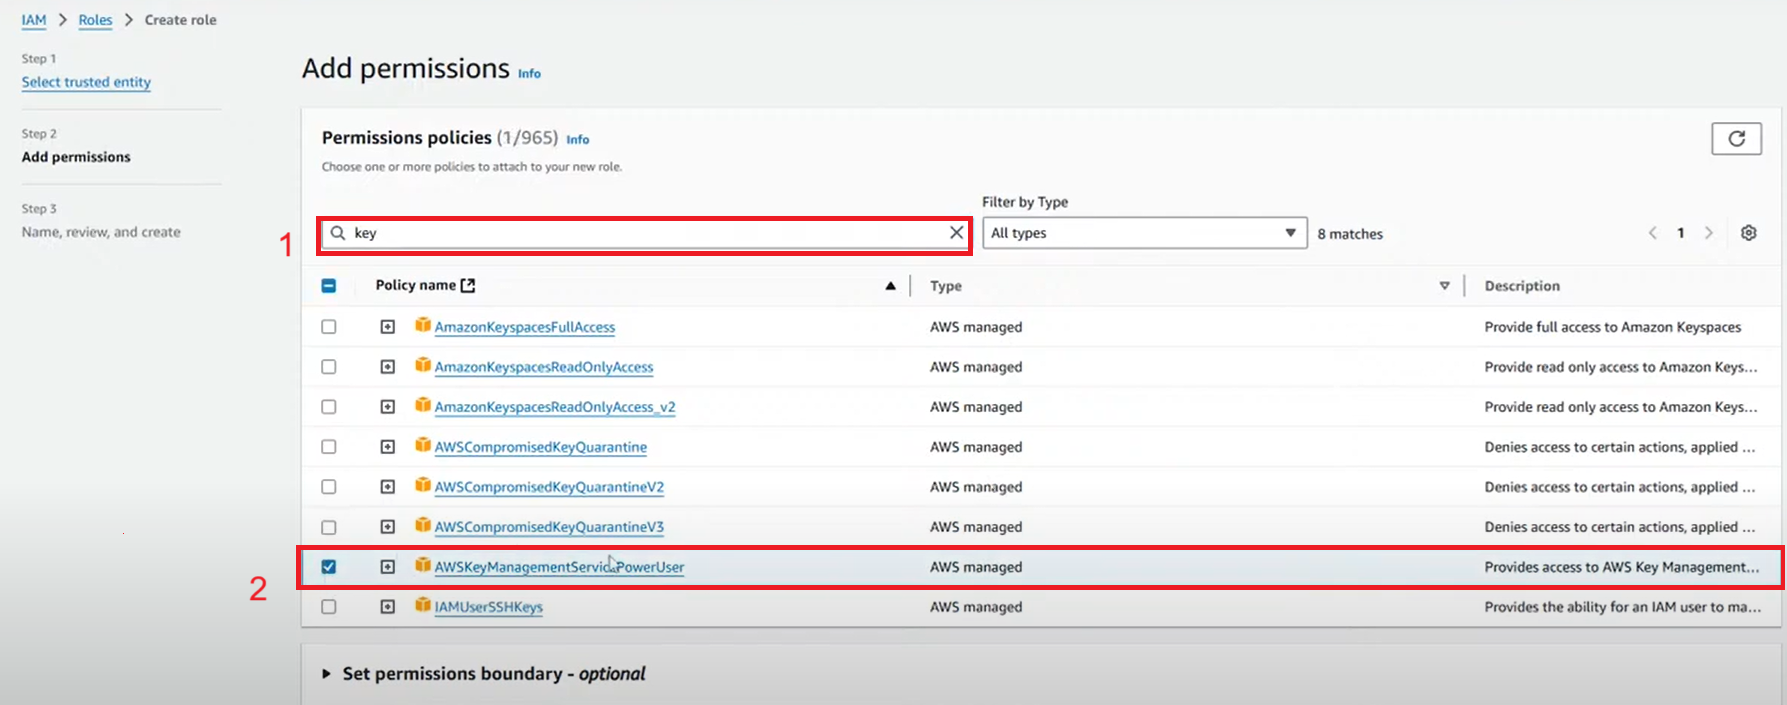 IAM > Roles > Create role
Step 1
Select trusted entity
Step 2
Add permissions
Step 3
Name, review, and create
Add permissions Info
Permissions policies (1/965) Info
Choose one or more policies to attach to your new role.
Filter by Type
1 key All types 8 matches 1
Policy name Type Description
AmazonKeyspacesFullAccess AWS managed Provide full access to Amazon Keyspaces
AmazonKeyspacesReadOnlyAccess AWS managed Provide read only access to Amazon Keys...
AmazonKeyspacesReadOnlyAccess_v2 AWS managed Provide read only access to Amazon Keys...
AWSCompromisedKeyQuarantine AWS managed Denies access to certain actions, applied ...
AWSCompromisedKeyQuarantineV2 AWS managed Denies access to certain actions, applied ...
AWSCompromisedKeyQuarantineV3 AWS managed Denies access to certain actions, applied ...
2 AWSKeyManagementServicePowerUser AWS managed Provides access to AWS Key Management...
IAMUserSSHKeys AWS managed Provides the ability for an IAM user to ma...
Set permissions boundary - optional